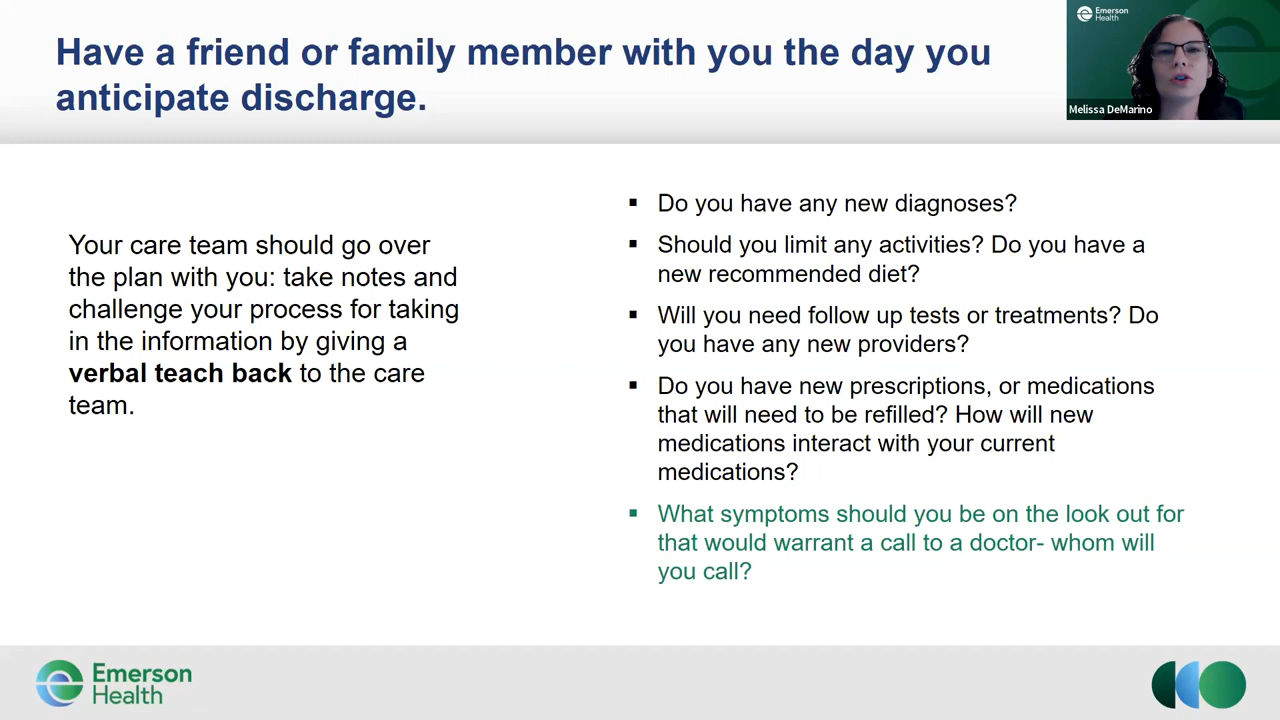 Have a friend or family member with you the day you
anticipate discharge.
Emerson
Health
Melissa DeMarino
Your care team should go over
the plan with you: take notes and
challenge your process for taking
in the information by giving a
verbal teach back to the care
team.
▪ Do you have any new diagnoses?
▪ Should you limit any activities? Do you have a
new recommended diet?
▪ Will you need follow up tests or treatments? Do
you have any new providers?
▪ Do you have new prescriptions, or medications
that will need to be refilled? How will new
medications interact with your current
medications?
▪ What symptoms should you be on the look out for
that would warrant a call to a doctor- whom will
you call?
Emerson
Health